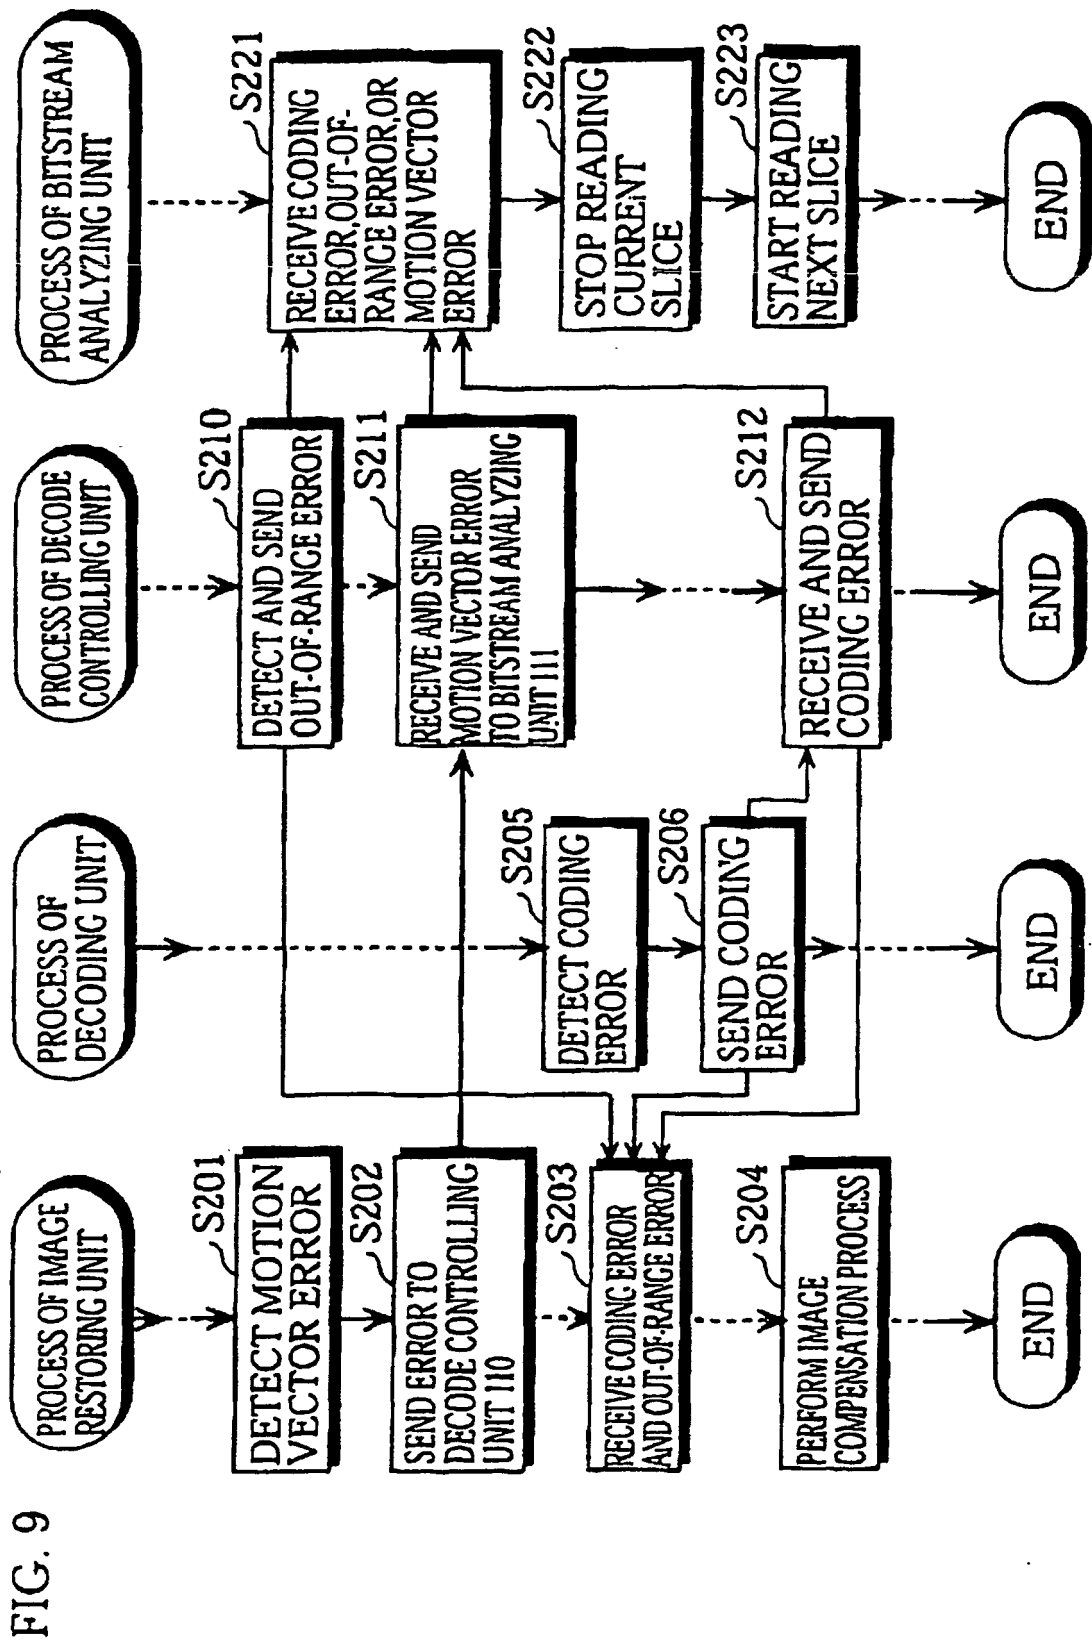 FIG. 9
PROCESS OF IMAGE
RESTORING UNIT
S201
DETECT MOTION
VECTOR ERROR
S202
SEND ERROR TO
DECODE CONTROLLING
UNIT 110
S203
RECEIVE CODING ERROR
AND OUT-OF-RANGE ERROR
S204
PERFORM IMAGE
COMPENSATION PROCESS
END
PROCESS OF
DECODING UNIT
S205
DETECT CODING
ERROR
S206
SEND CODING
ERROR
END
PROCESS OF DECODE
CONTROLLING UNIT
S210
DETECT AND SEND
OUT-OF-RANGE ERROR
S211
RECEIVE AND SEND
MOTION VECTOR ERROR
TO BITSTREAM ANALYZING
UNIT 111
S212
RECEIVE AND SEND
CODING ERROR
END
PROCESS OF BITSTREAM
ANALYZING UNIT
S221
RECEIVE CODING
ERROR,OUT-OF-
RANGE ERROR,OR
MOTION VECTOR
ERROR
S222
STOP READING
CURRENT
SLICE
S223
START READING
NEXT SLICE
END